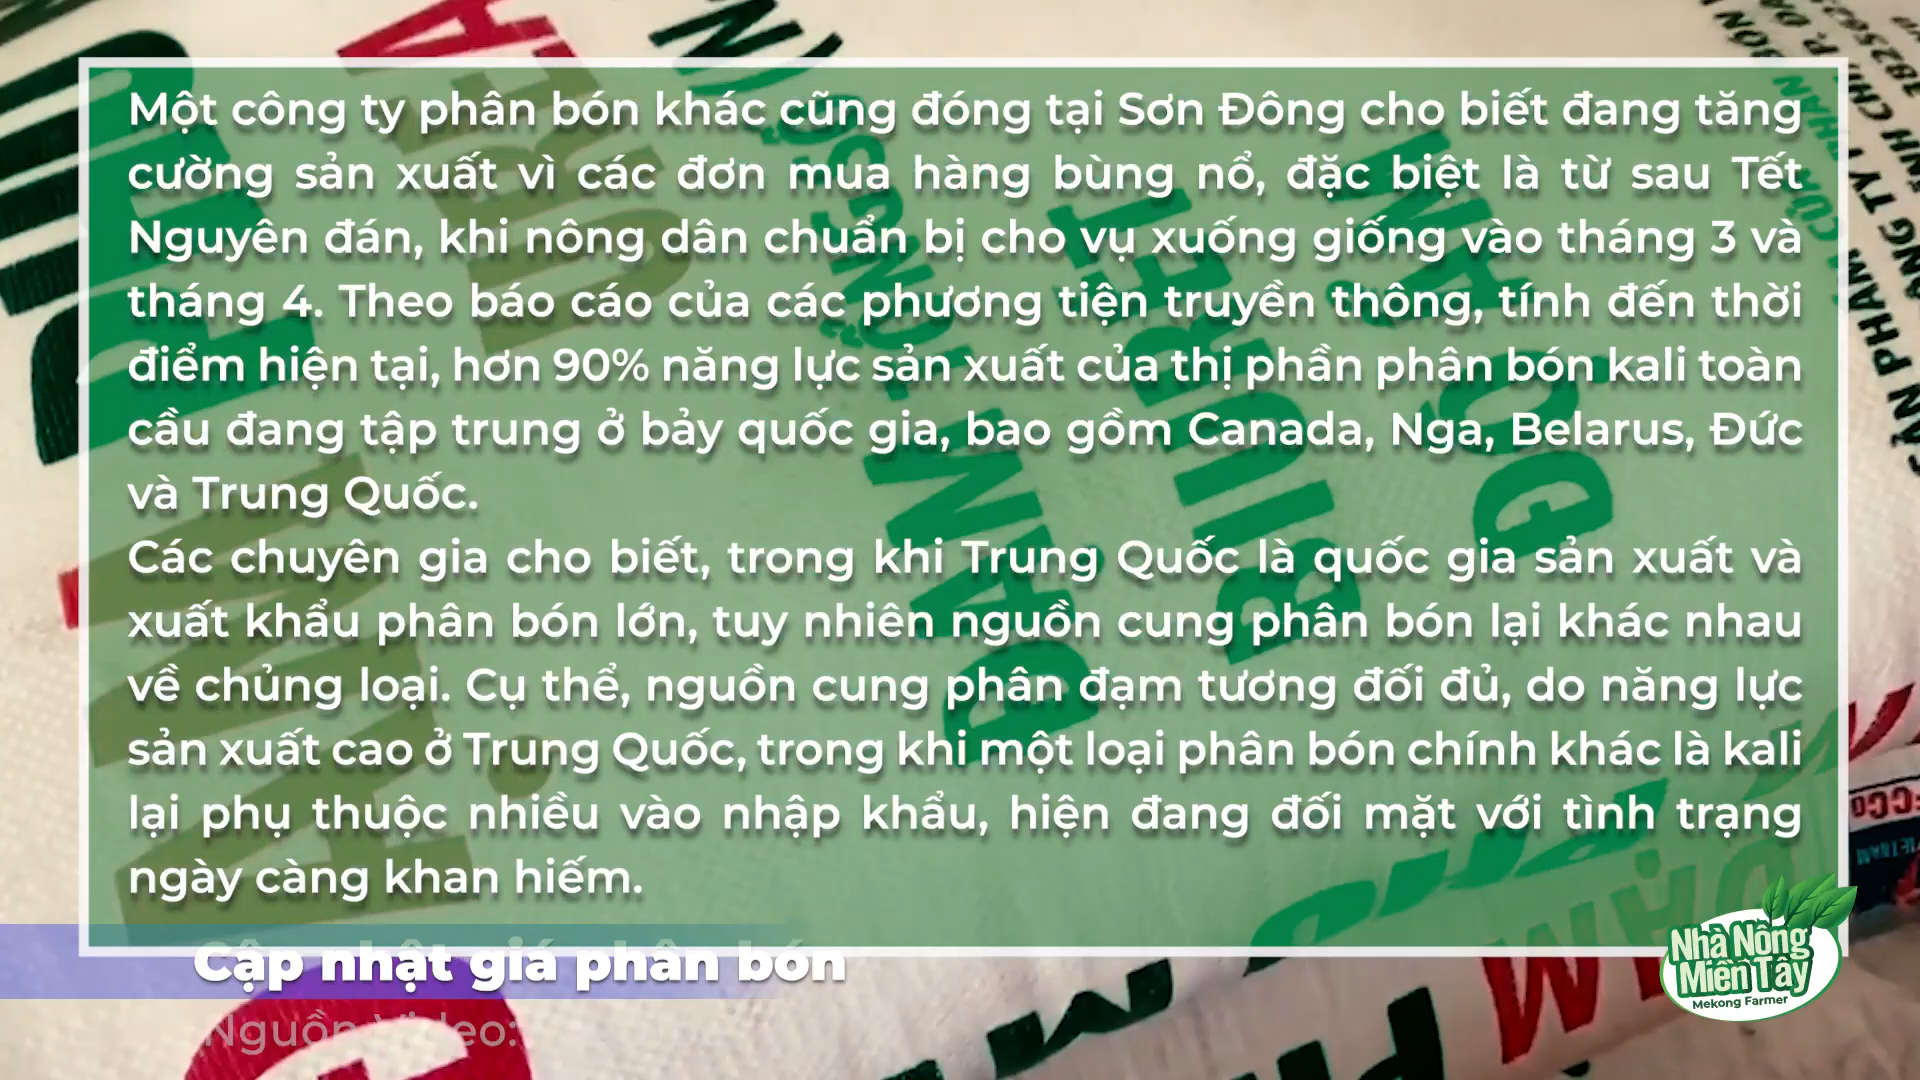 Một công ty phân bón khác cũng đóng tại Sơn Đông cho biết đang tăng
cường sản xuất vì các đơn mua hàng bùng nổ, đặc biệt là từ sau Tết
Nguyên đán, khi nông dân chuẩn bị cho vụ xuống giống vào tháng 3 và
tháng 4. Theo báo cáo của các phương tiện truyền thông, tính đến thời
điểm hiện tại, hơn 90% năng lực sản xuất của thị phần phân bón kali toàn
cầu đang tập trung ở bảy quốc gia, bao gồm Canada, Nga, Belarus, Đức
và Trung Quốc.
Các chuyên gia cho biết, trong khi Trung Quốc là quốc gia sản xuất và
xuất khẩu phân bón lớn, tuy nhiên nguồn cung phân bón lại khác nhau
về chủng loại. Cụ thể, nguồn cung phân đạm tương đối đủ, do năng lực
sản xuất cao ở Trung Quốc, trong khi một loại phân bón chính khác là kali
lại phụ thuộc nhiều vào nhập khẩu, hiện đang đối mặt với tình trạng
ngày càng khan hiếm.
Cập nhật giá phân bón
Nguồn Video:
Nhà Nông
Miền Tây
Mekong Farmer